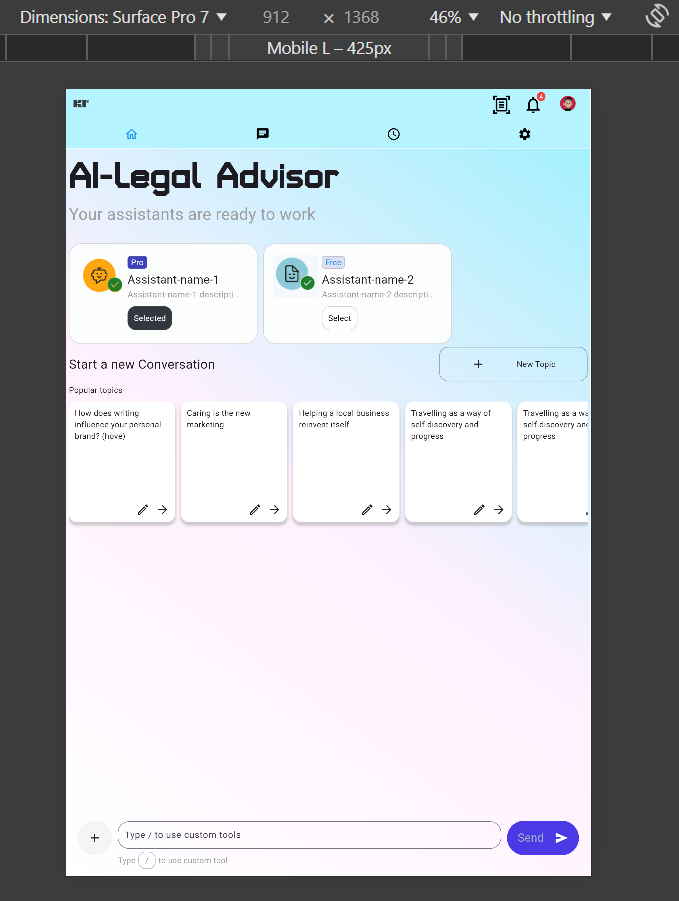 Dimensions: Surface Pro 7 ▼ 912 × 1368 46% ▼ No throttling ▼
Mobile L – 425px
4
AI-Legal Advisor
Your assistants are ready to work
Pro
Assistant-name-1
Assistant-name-1 descripti...
Selected
Free
Assistant-name-2
Assistant-name-2 descripti...
Select
Start a new Conversation
+ New Topic
Popular topics
How does writing
influence your personal
brand? (hove)
Caring is the new
marketing
Helping a local business
reinvent itself
Travelling as a way of
self discovery and
progress
Travelling as a wa
self discovery and
progress
+
Type / to use custom tools
Send
Type / to use custom tool